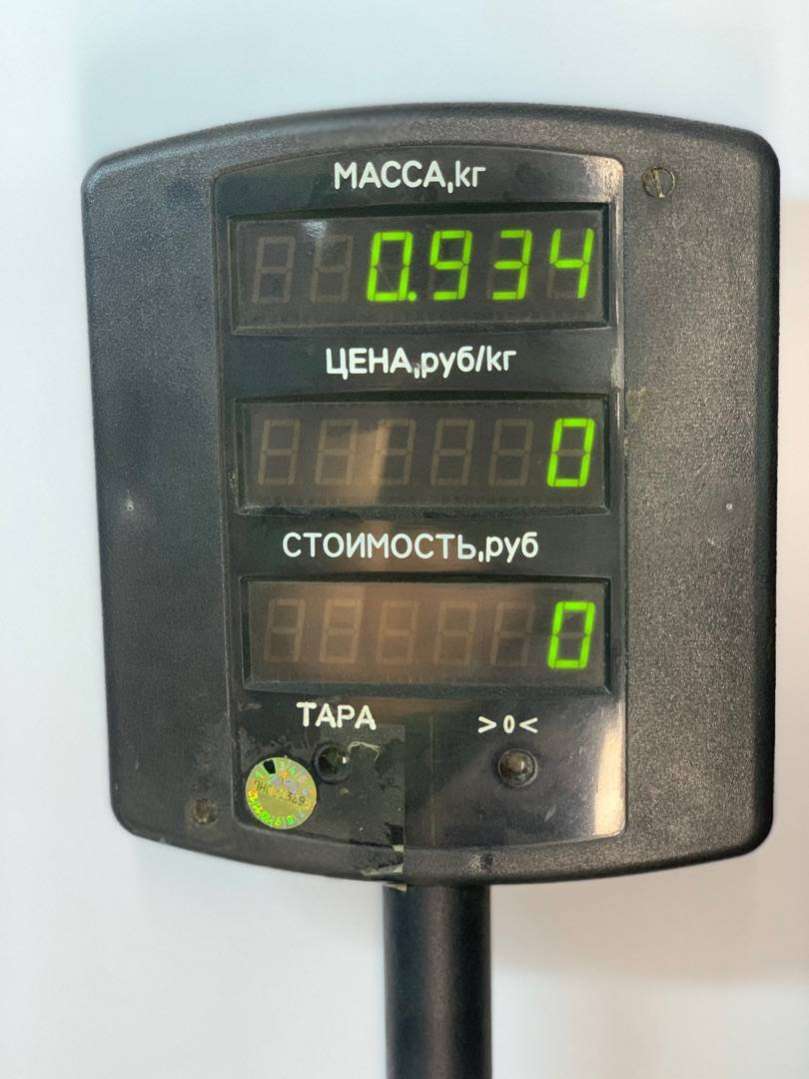 МАССА,кг
0.934
ЦЕНА,руб/кг
0
СТОИМОСТЬ,руб
0
ТАРА >0<